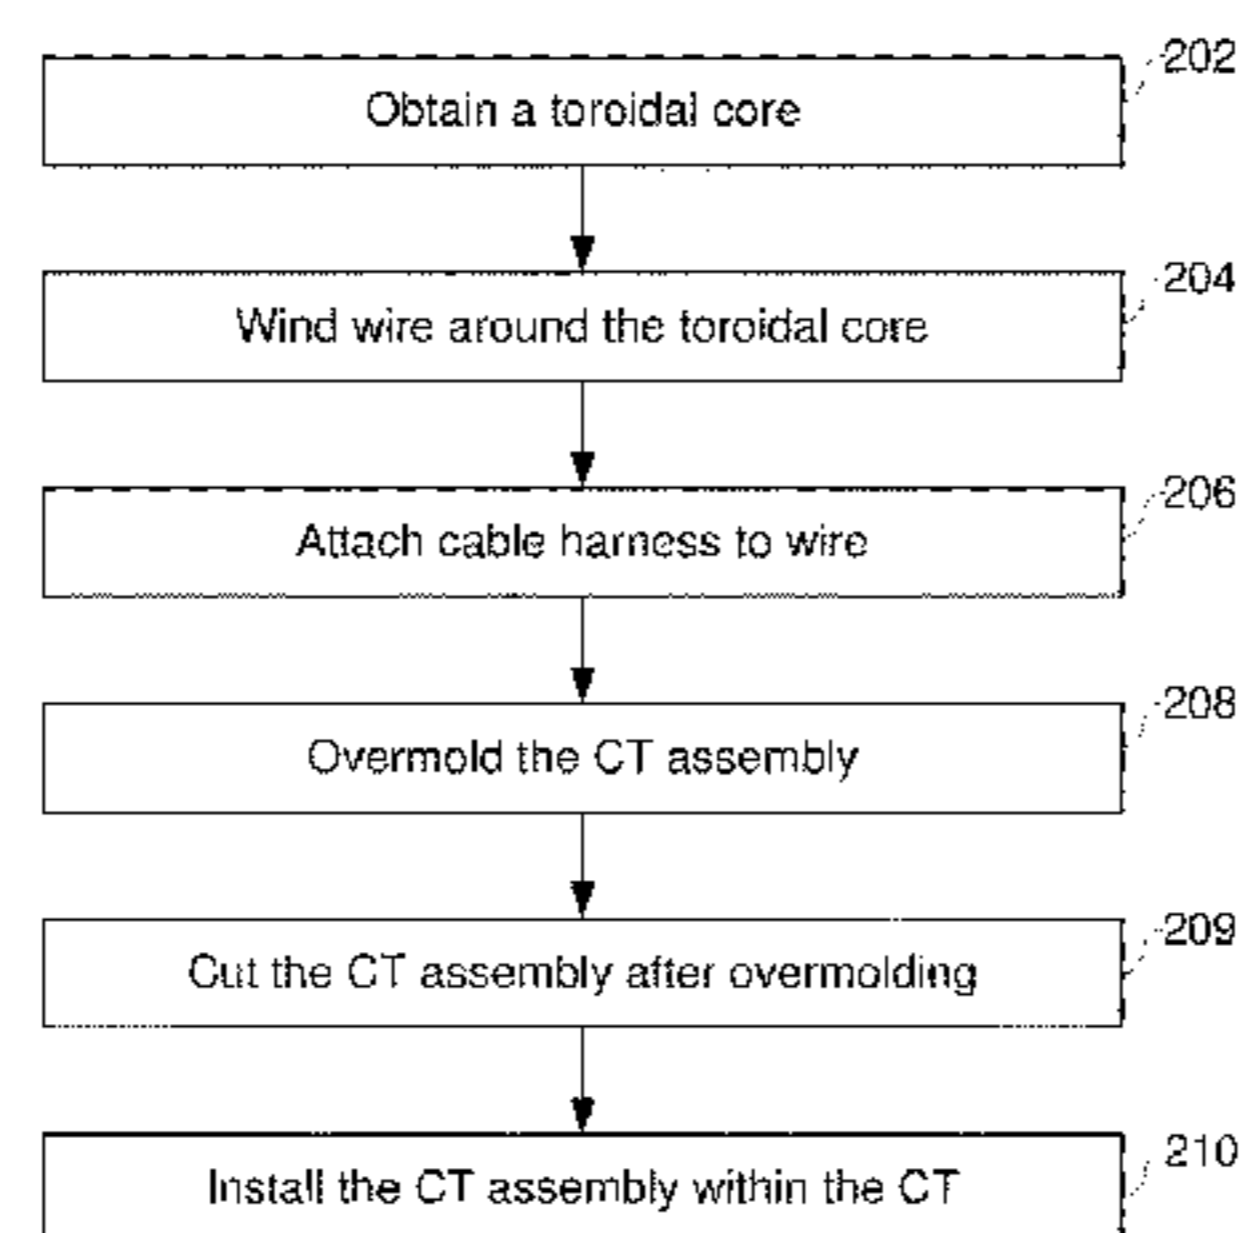 Obtain a toroidal core
202
Wind wire around the toroidal core
204
Attach cable harness to wire
206
Overmold the CT assembly
208
Cut the CT assembly after overmolding
209
Install the CT assembly within the CT
210